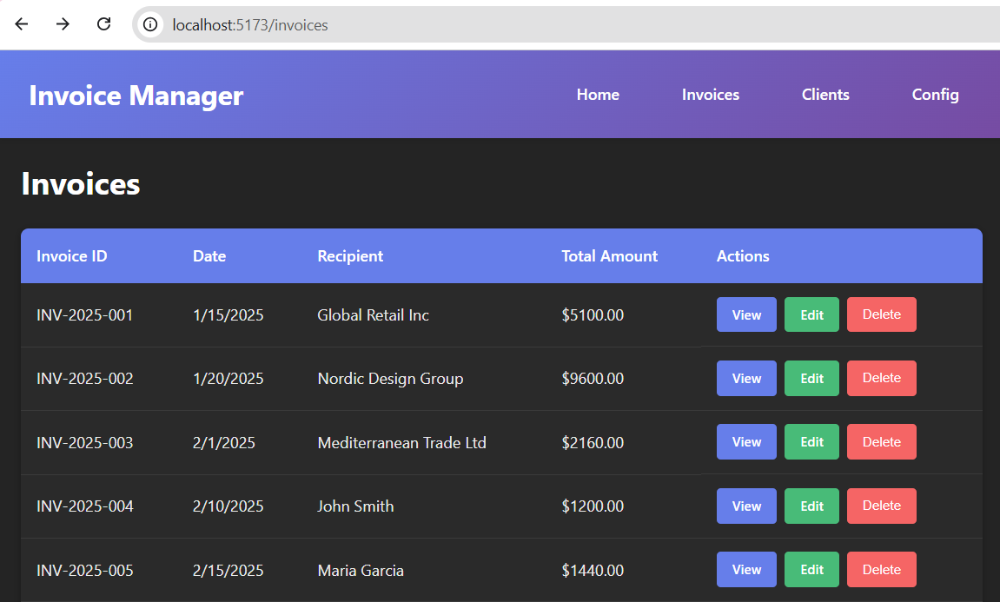 localhost:5173/invoices
Invoice Manager Home Invoices Clients Config
Invoices
Invoice ID Date Recipient Total Amount Actions
INV-2025-001 1/15/2025 Global Retail Inc $5100.00 View Edit Delete
INV-2025-002 1/20/2025 Nordic Design Group $9600.00 View Edit Delete
INV-2025-003 2/1/2025 Mediterranean Trade Ltd $2160.00 View Edit Delete
INV-2025-004 2/10/2025 John Smith $1200.00 View Edit Delete
INV-2025-005 2/15/2025 Maria Garcia $1440.00 View Edit Delete